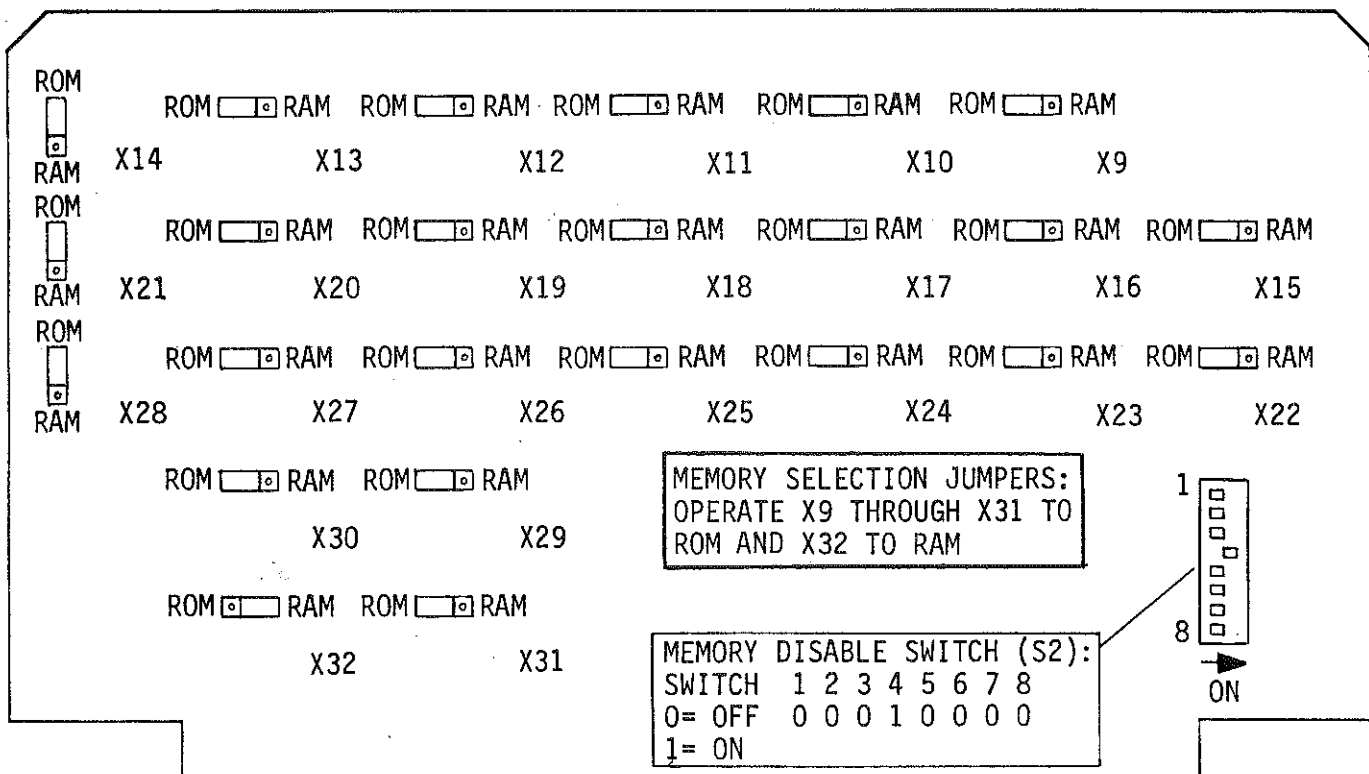 ROM
ROM RAM ROM RAM ROM RAM ROM RAM ROM RAM
RAM
X14 X13 X12 X11 X10 X9
ROM
ROM RAM ROM RAM ROM RAM ROM RAM ROM RAM ROM RAM
RAM
X21 X20 X19 X18 X17 X16 X15
ROM
ROM RAM ROM RAM ROM RAM ROM RAM ROM RAM ROM RAM
RAM
X28 X27 X26 X25 X24 X23 X22
ROM RAM ROM RAM
X30 X29
MEMORY SELECTION JUMPERS:
OPERATE X9 THROUGH X31 TO
ROM AND X32 TO RAM
1
8
ON
ROM RAM ROM RAM
X32 X31
MEMORY DISABLE SWITCH (S2):
SWITCH 1 2 3 4 5 6 7 8
0= OFF 0 0 0 1 0 0 0 0
1= ON